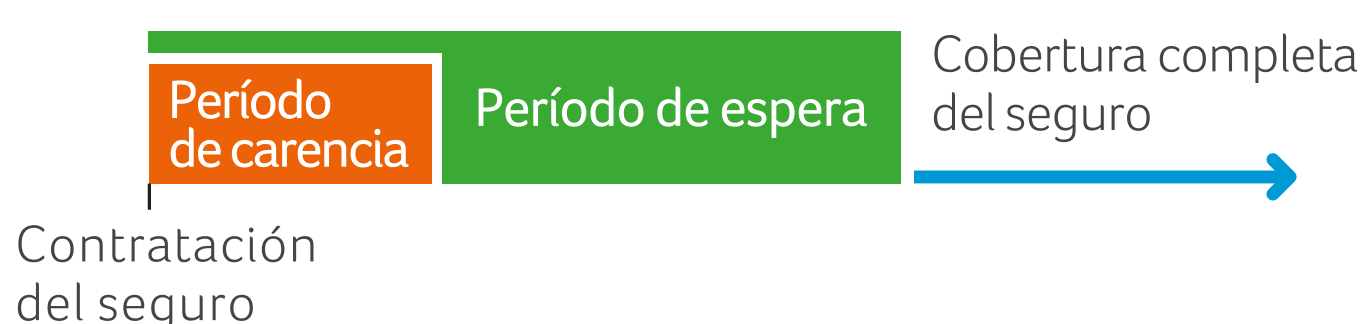 Período
de carencia
Período de espera
Cobertura completa
del seguro
Contratación
del seguro